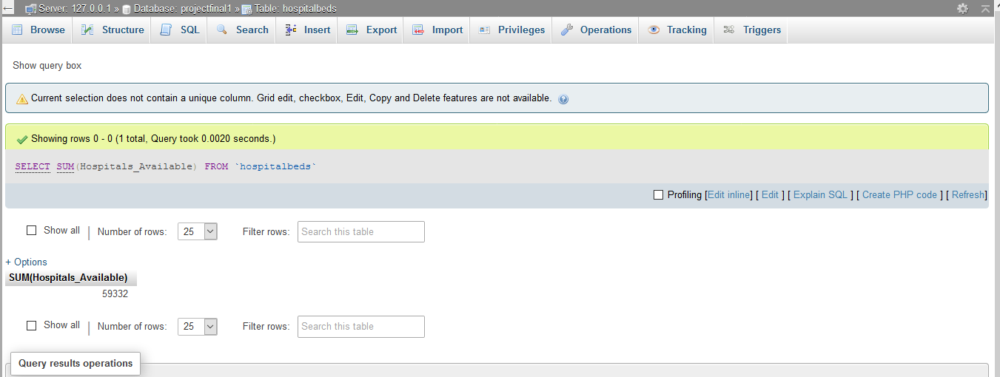 Server: 127.0.0.1 » Database: projectfinal1 » Table: hospitalbeds
Browse Structure SQL Search Insert Export Import Privileges Operations Tracking Triggers
Show query box
Current selection does not contain a unique column. Grid edit, checkbox, Edit, Copy and Delete features are not available.
Showing rows 0 - 0 (1 total, Query took 0.0020 seconds.)
SELECT SUM(Hospitals_Available) FROM `hospitalbeds`
Profiling [Edit inline] [ Edit ] [ Explain SQL ] [ Create PHP code ] [ Refresh]
Show all Number of rows: 25 Filter rows: Search this table
+ Options
SUM(Hospitals_Available)
59332
Show all Number of rows: 25 Filter rows: Search this table
Query results operations